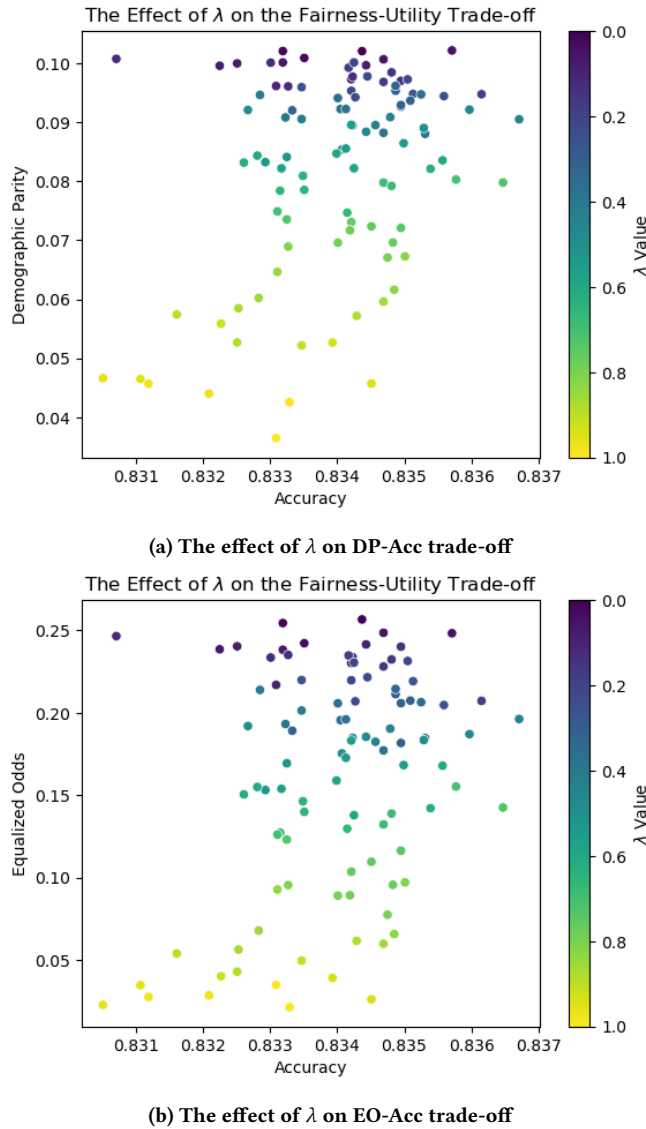 The Effect of λ on the Fairness-Utility Trade-off
0.10
0.09
0.08
0.07
0.06
0.05
0.04
Demographic Parity
0.831 0.832 0.833 0.834 0.835 0.836 0.837
Accuracy
0.0
0.2
0.4
0.6
0.8
1.0
λ Value
(a) The effect of λ on DP-Acc trade-off
The Effect of λ on the Fairness-Utility Trade-off
0.25
0.20
0.15
0.10
0.05
Equalized Odds
0.831 0.832 0.833 0.834 0.835 0.836 0.837
Accuracy
0.0
0.2
0.4
0.6
0.8
1.0
λ Value
(b) The effect of λ on EO-Acc trade-off